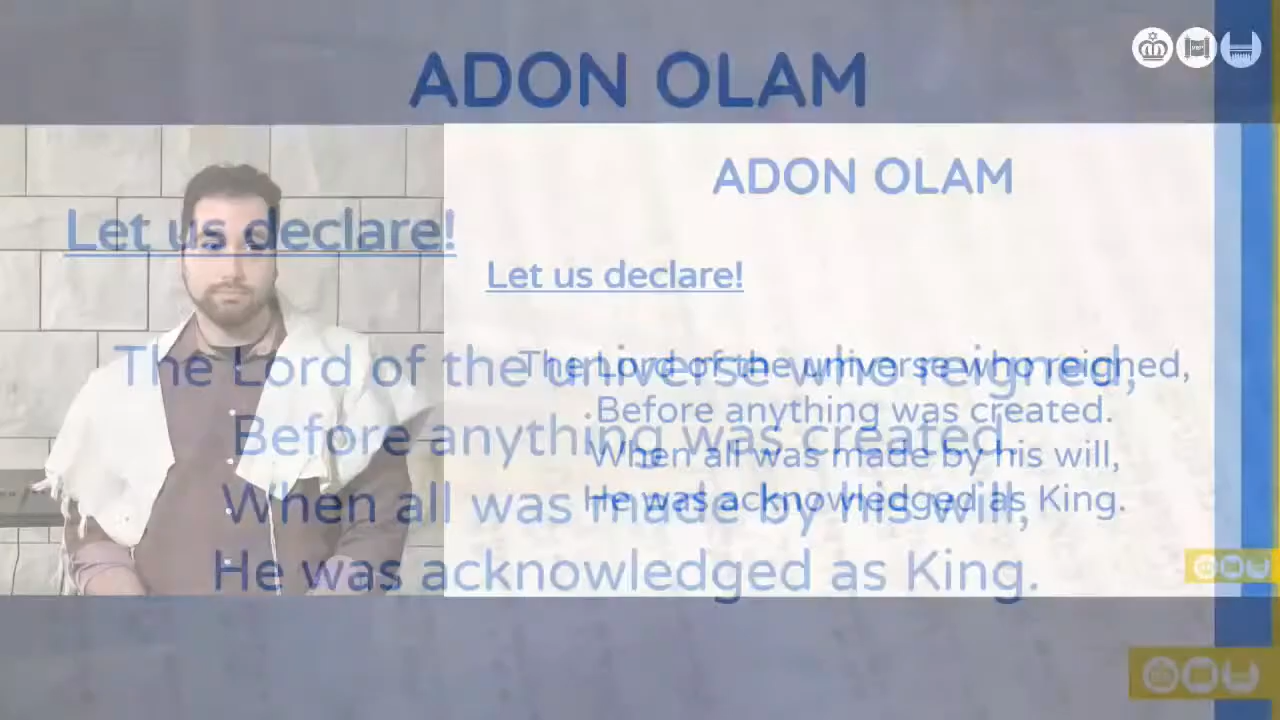 ADON OLAM
Let us declare!
The Lord of the universe who reigned,
Before anything was created.
When all was made by his will,
He was acknowledged as King.
ADON OLAM
Let us declare!
The Lord of the universe who reigned,
Before anything was created.
When all was made by his will,
He was acknowledged as King.